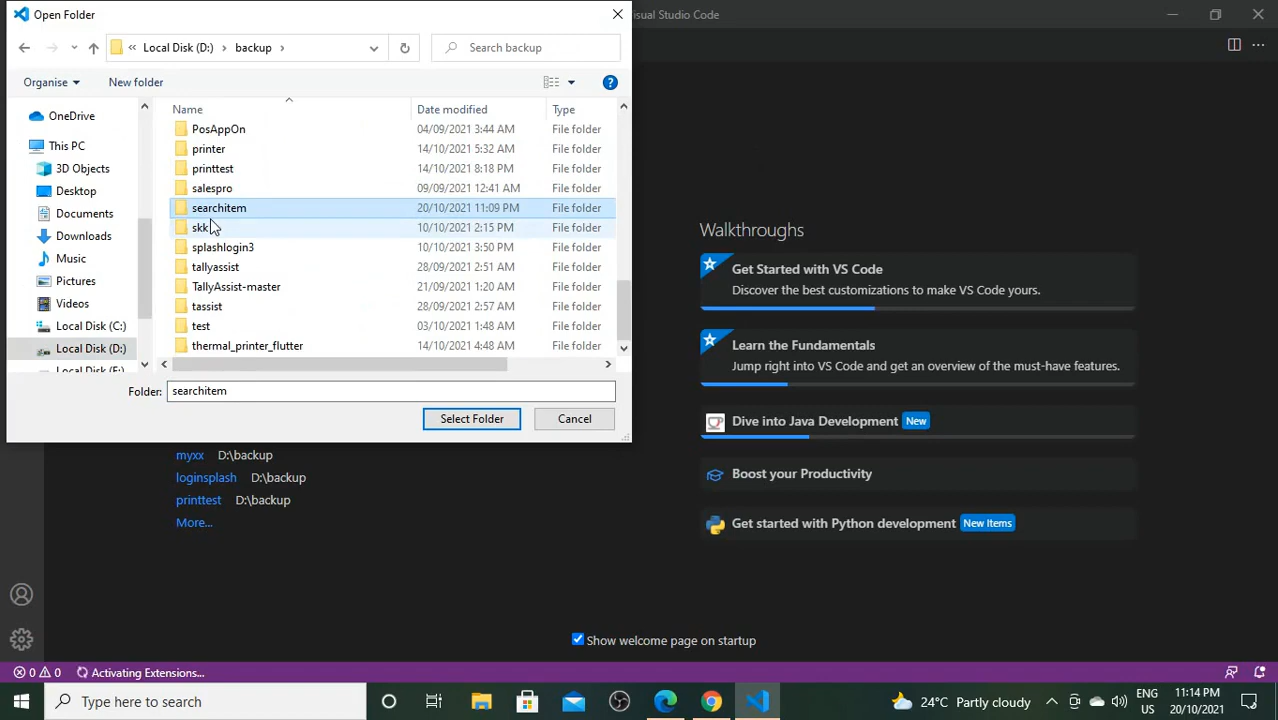 Open Folder
Visual Studio Code
« Local Disk (D:) › backup ›
Search backup
Organise
New folder
Name
Date modified
Type
OneDrive
This PC
3D Objects
Desktop
Documents
Downloads
Music
Pictures
Videos
Local Disk (C:)
Local Disk (D:)
PosAppOn 04/09/2021 3:44 AM File folder
printer 14/10/2021 5:32 AM File folder
printtest 14/10/2021 8:18 PM File folder
salespro 09/09/2021 12:41 AM File folder
searchitem 20/10/2021 11:09 PM File folder
skk 10/10/2021 2:15 PM File folder
splashlogin3 10/10/2021 3:50 PM File folder
tallyassist 28/09/2021 2:51 AM File folder
TallyAssist-master 21/09/2021 1:20 AM File folder
tassist 28/09/2021 2:57 AM File folder
test 03/10/2021 1:48 AM File folder
thermal_printer_flutter 14/10/2021 4:48 AM File folder
Folder: searchitem
Select Folder
Cancel
myxx D:\backup
loginsplash D:\backup
printtest D:\backup
More...
Walkthroughs
Get Started with VS Code
Discover the best customizations to make VS Code yours.
Learn the Fundamentals
Jump right into VS Code and get an overview of the must-have features.
Dive into Java Development New
Boost your Productivity
Get started with Python development New Items
Show welcome page on startup
0 0 Activating Extensions...
Type here to search
24°C Partly cloudy
ENG
US
11:14 PM
20/10/2021